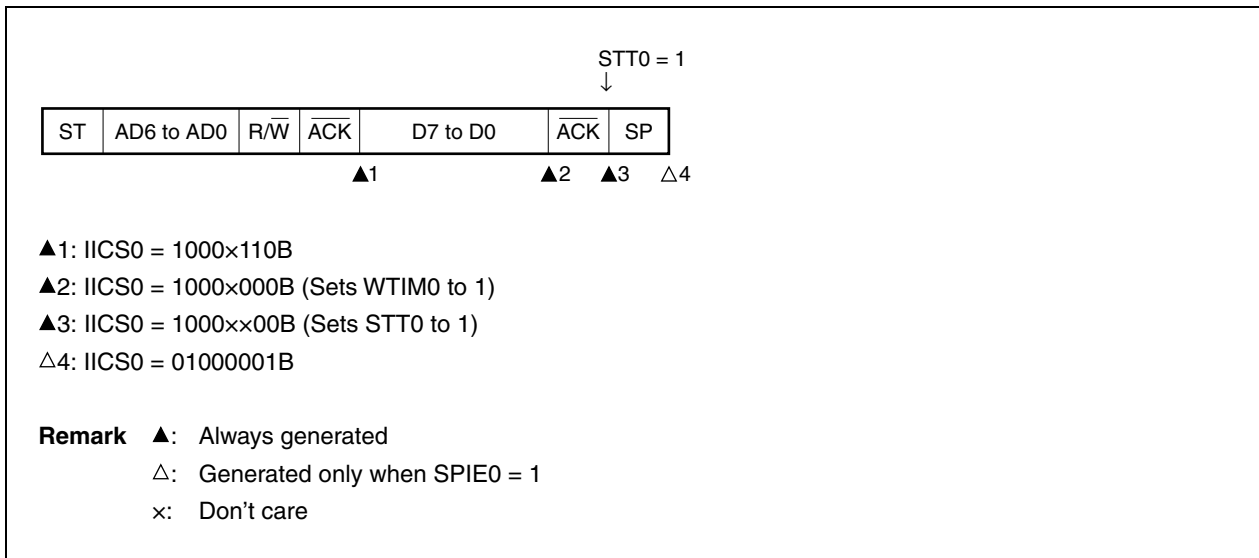 STT0 = 1
↓
ST AD6 to AD0 R/W̅ A̅C̅K̅ D7 to D0 A̅C̅K̅ SP
▲1 ▲2 ▲3 △4
▲1: IICS0 = 1000×110B
▲2: IICS0 = 1000×000B (Sets WTIM0 to 1)
▲3: IICS0 = 1000××00B (Sets STT0 to 1)
△4: IICS0 = 01000001B
Remark ▲: Always generated
△: Generated only when SPIE0 = 1
×: Don't care